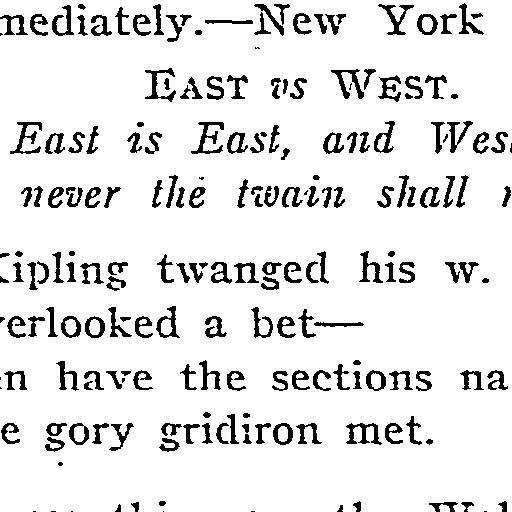 mediately.—New York
EAST vs WEST.
East is East, and Wes
never the twain shall
Kipling twanged his w.
verlooked a bet—
en have the sections na
e gory gridiron met.